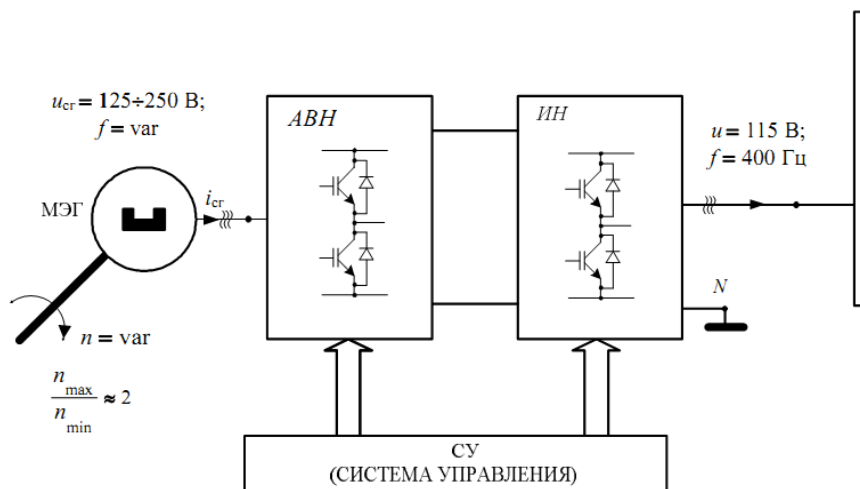 u_сг = 125÷250 В;
f = var
МЭГ
i_сг
n = var
n_max / n_min ≈ 2
АВН
ИН
u = 115 В;
f = 400 Гц
N
СУ
(СИСТЕМА УПРАВЛЕНИЯ)